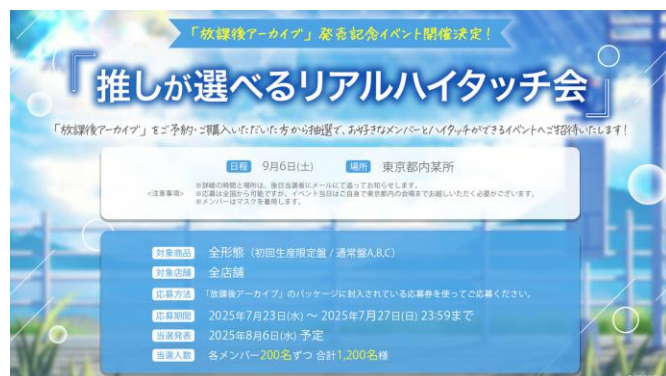 「放課後アーカイブ」発売記念イベント開催決定!
『推しが選べるリアルハイタッチ会』
「放課後アーカイブ」をご予約・ご購入いただいた方から抽選で、お好きなメンバーとハイタッチができるイベントへご招待いたします!
日程 9月6日(土) 場所 東京都内某所
<注意事項>
※詳細の時間と場所は、後日当選者にメールにて追ってお知らせします。
※応募は全国から可能ですが、イベント当日はご自身で東京都内の会場までお越しいただく必要がございます。
※メンバーはマスクを着用します。
対象商品 全形態(初回生産限定盤 / 通常盤A,B,C)
対象店舗 全店舗
応募方法 「放課後アーカイブ」のパッケージに封入されている応募券を使ってご応募ください。
応募期間 2025年7月23日(水) ~ 2025年7月27日(日) 23:59まで
当選発表 2025年8月6日(水) 予定
当選人数 各メンバー200名ずつ 合計1,200名様